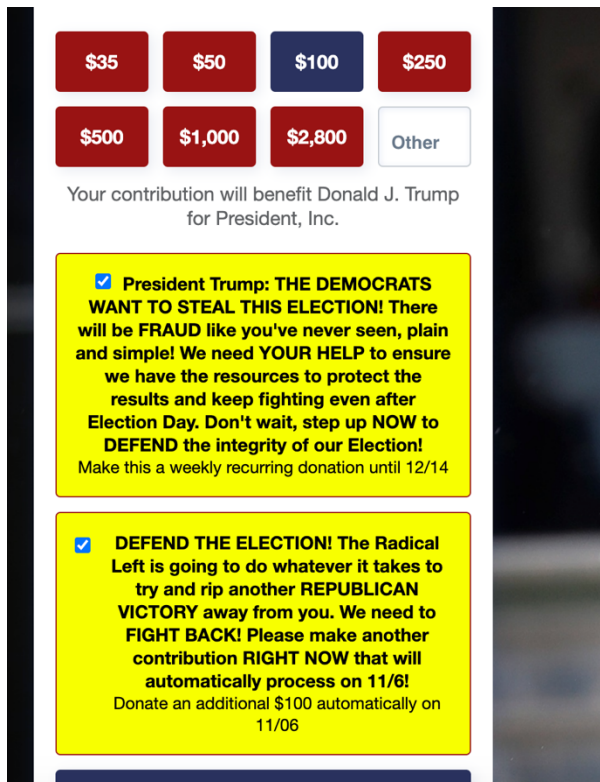 $35 $50 $100 $250
$500 $1,000 $2,800 Other
Your contribution will benefit Donald J. Trump
for President, Inc.
President Trump: THE DEMOCRATS
WANT TO STEAL THIS ELECTION! There
will be FRAUD like you've never seen, plain
and simple! We need YOUR HELP to ensure
we have the resources to protect the
results and keep fighting even after
Election Day. Don't wait, step up NOW to
DEFEND the integrity of our Election!
Make this a weekly recurring donation until 12/14
DEFEND THE ELECTION! The Radical
Left is going to do whatever it takes to
try and rip another REPUBLICAN
VICTORY away from you. We need to
FIGHT BACK! Please make another
contribution RIGHT NOW that will
automatically process on 11/6!
Donate an additional $100 automatically on
11/06